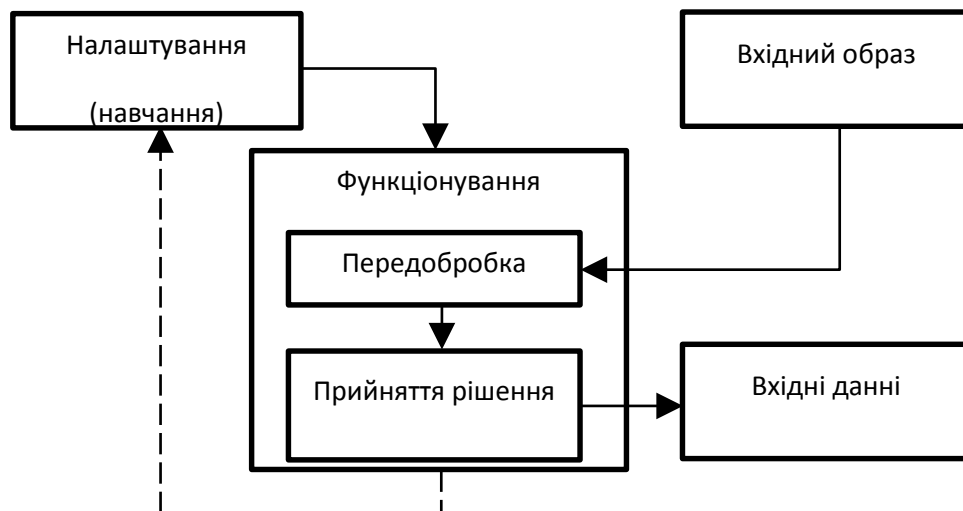 Налаштування
(навчання)
Вхідний образ
Функціонування
Передобробка
Прийняття рішення
Вхідні данні